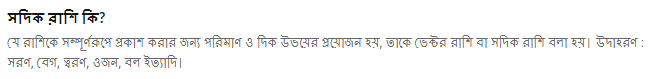 সদিক রাশি কি?
যে রাশিকে সম্পূর্ণরূপে প্রকাশ করার জন্য পরিমাণ ও দিক উভয়ের প্রয়োজন হয়, তাকে ভেক্টর রাশি বা সদিক রাশি বলা হয়। উদাহরণ :
সরণ, বেগ, ত্বরণ, ওজন, বল ইত্যাদি।